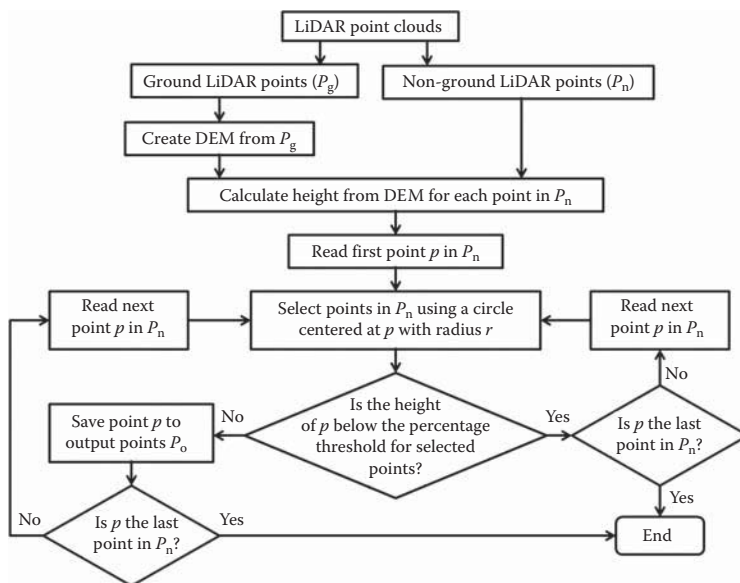 LiDAR point clouds
Ground LiDAR points (Pg)
Non-ground LiDAR points (Pn)
Create DEM from Pg
Calculate height from DEM for each point in Pn
Read first point p in Pn
Read next
point p in Pn
Select points in Pn using a circle
centered at p with radius r
Read next
point p in Pn
No
Save point p to
output points Po
No
Is the height
of p below the percentage
threshold for selected
points?
Yes
Is p the last
point in Pn?
Yes
No
Is p the last
point in Pn?
Yes
End